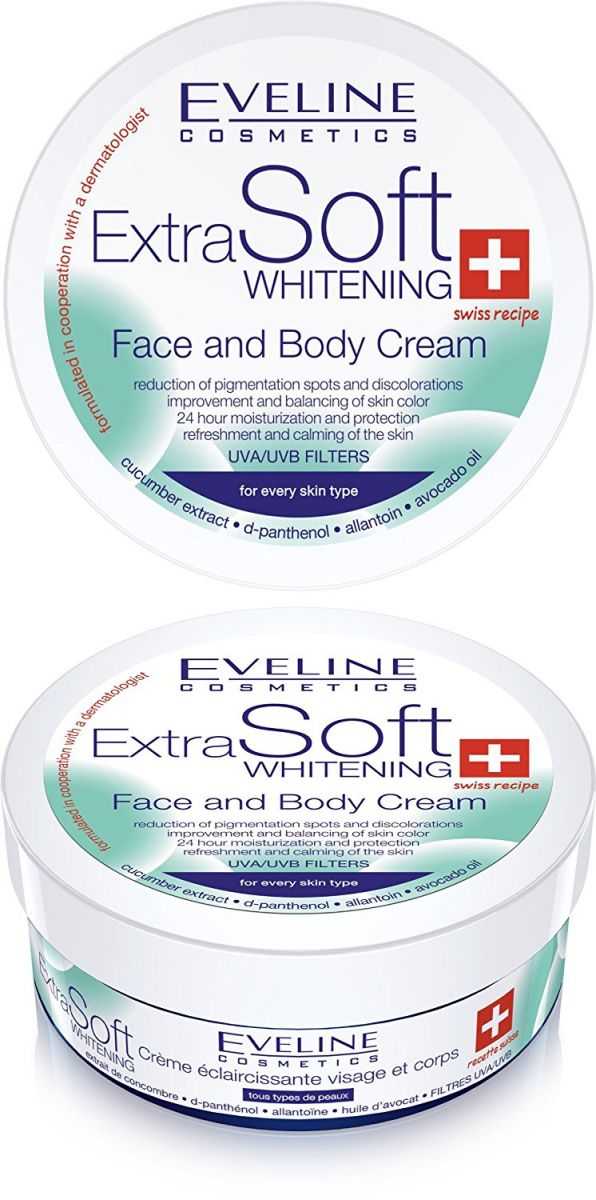 EVELINE
COSMETICS
formulated in cooperation with a dermatologist
Extra Soft
WHITENING
swiss recipe
Face and Body Cream
reduction of pigmentation spots and discolorations
improvement and balancing of skin color
24 hour moisturization and protection
refreshment and calming of the skin
UVA/UVB FILTERS
for every skin type
cucumber extract • d-panthenol • allantoin • avocado oil
EVELINE
COSMETICS
formulated in cooperation with a dermatologist
Extra Soft
WHITENING
swiss recipe
Face and Body Cream
reduction of pigmentation spots and discolorations
improvement and balancing of skin color
24 hour moisturization and protection
refreshment and calming of the skin
UVA/UVB FILTERS
for every skin type
cucumber extract • d-panthenol • allantoin • avocado oil
Extra Soft
WHITENING
EVELINE
COSMETICS
recette suisse
Crème éclaircissante visage et corps
tous types de peaux
extrait de concombre • d-panthénol • allantoïne • huile d'avocat • FILTRES UVA/UVB